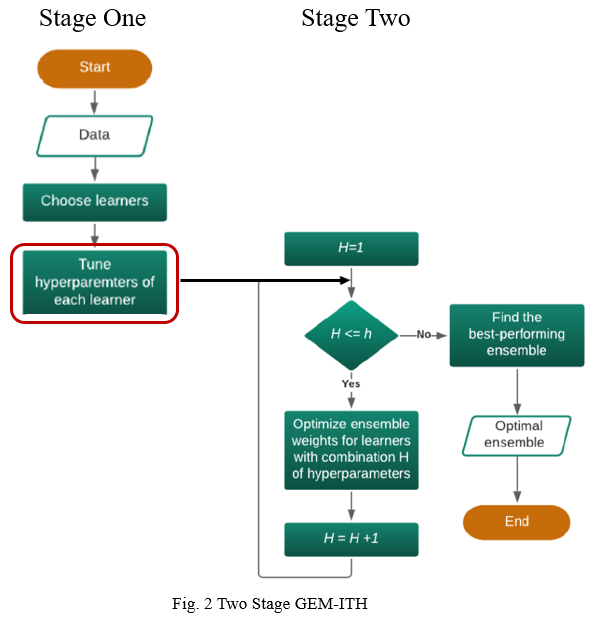 Stage One
Stage Two
Start
Data
Choose learners
Tune
hyperparemters of
each learner
H=1
H <= h
No
Yes
Find the
best-performing
ensemble
Optimize ensemble
weights for learners
with combination H
of hyperparameters
Optimal
ensemble
H = H +1
End
Fig. 2 Two Stage GEM-ITH